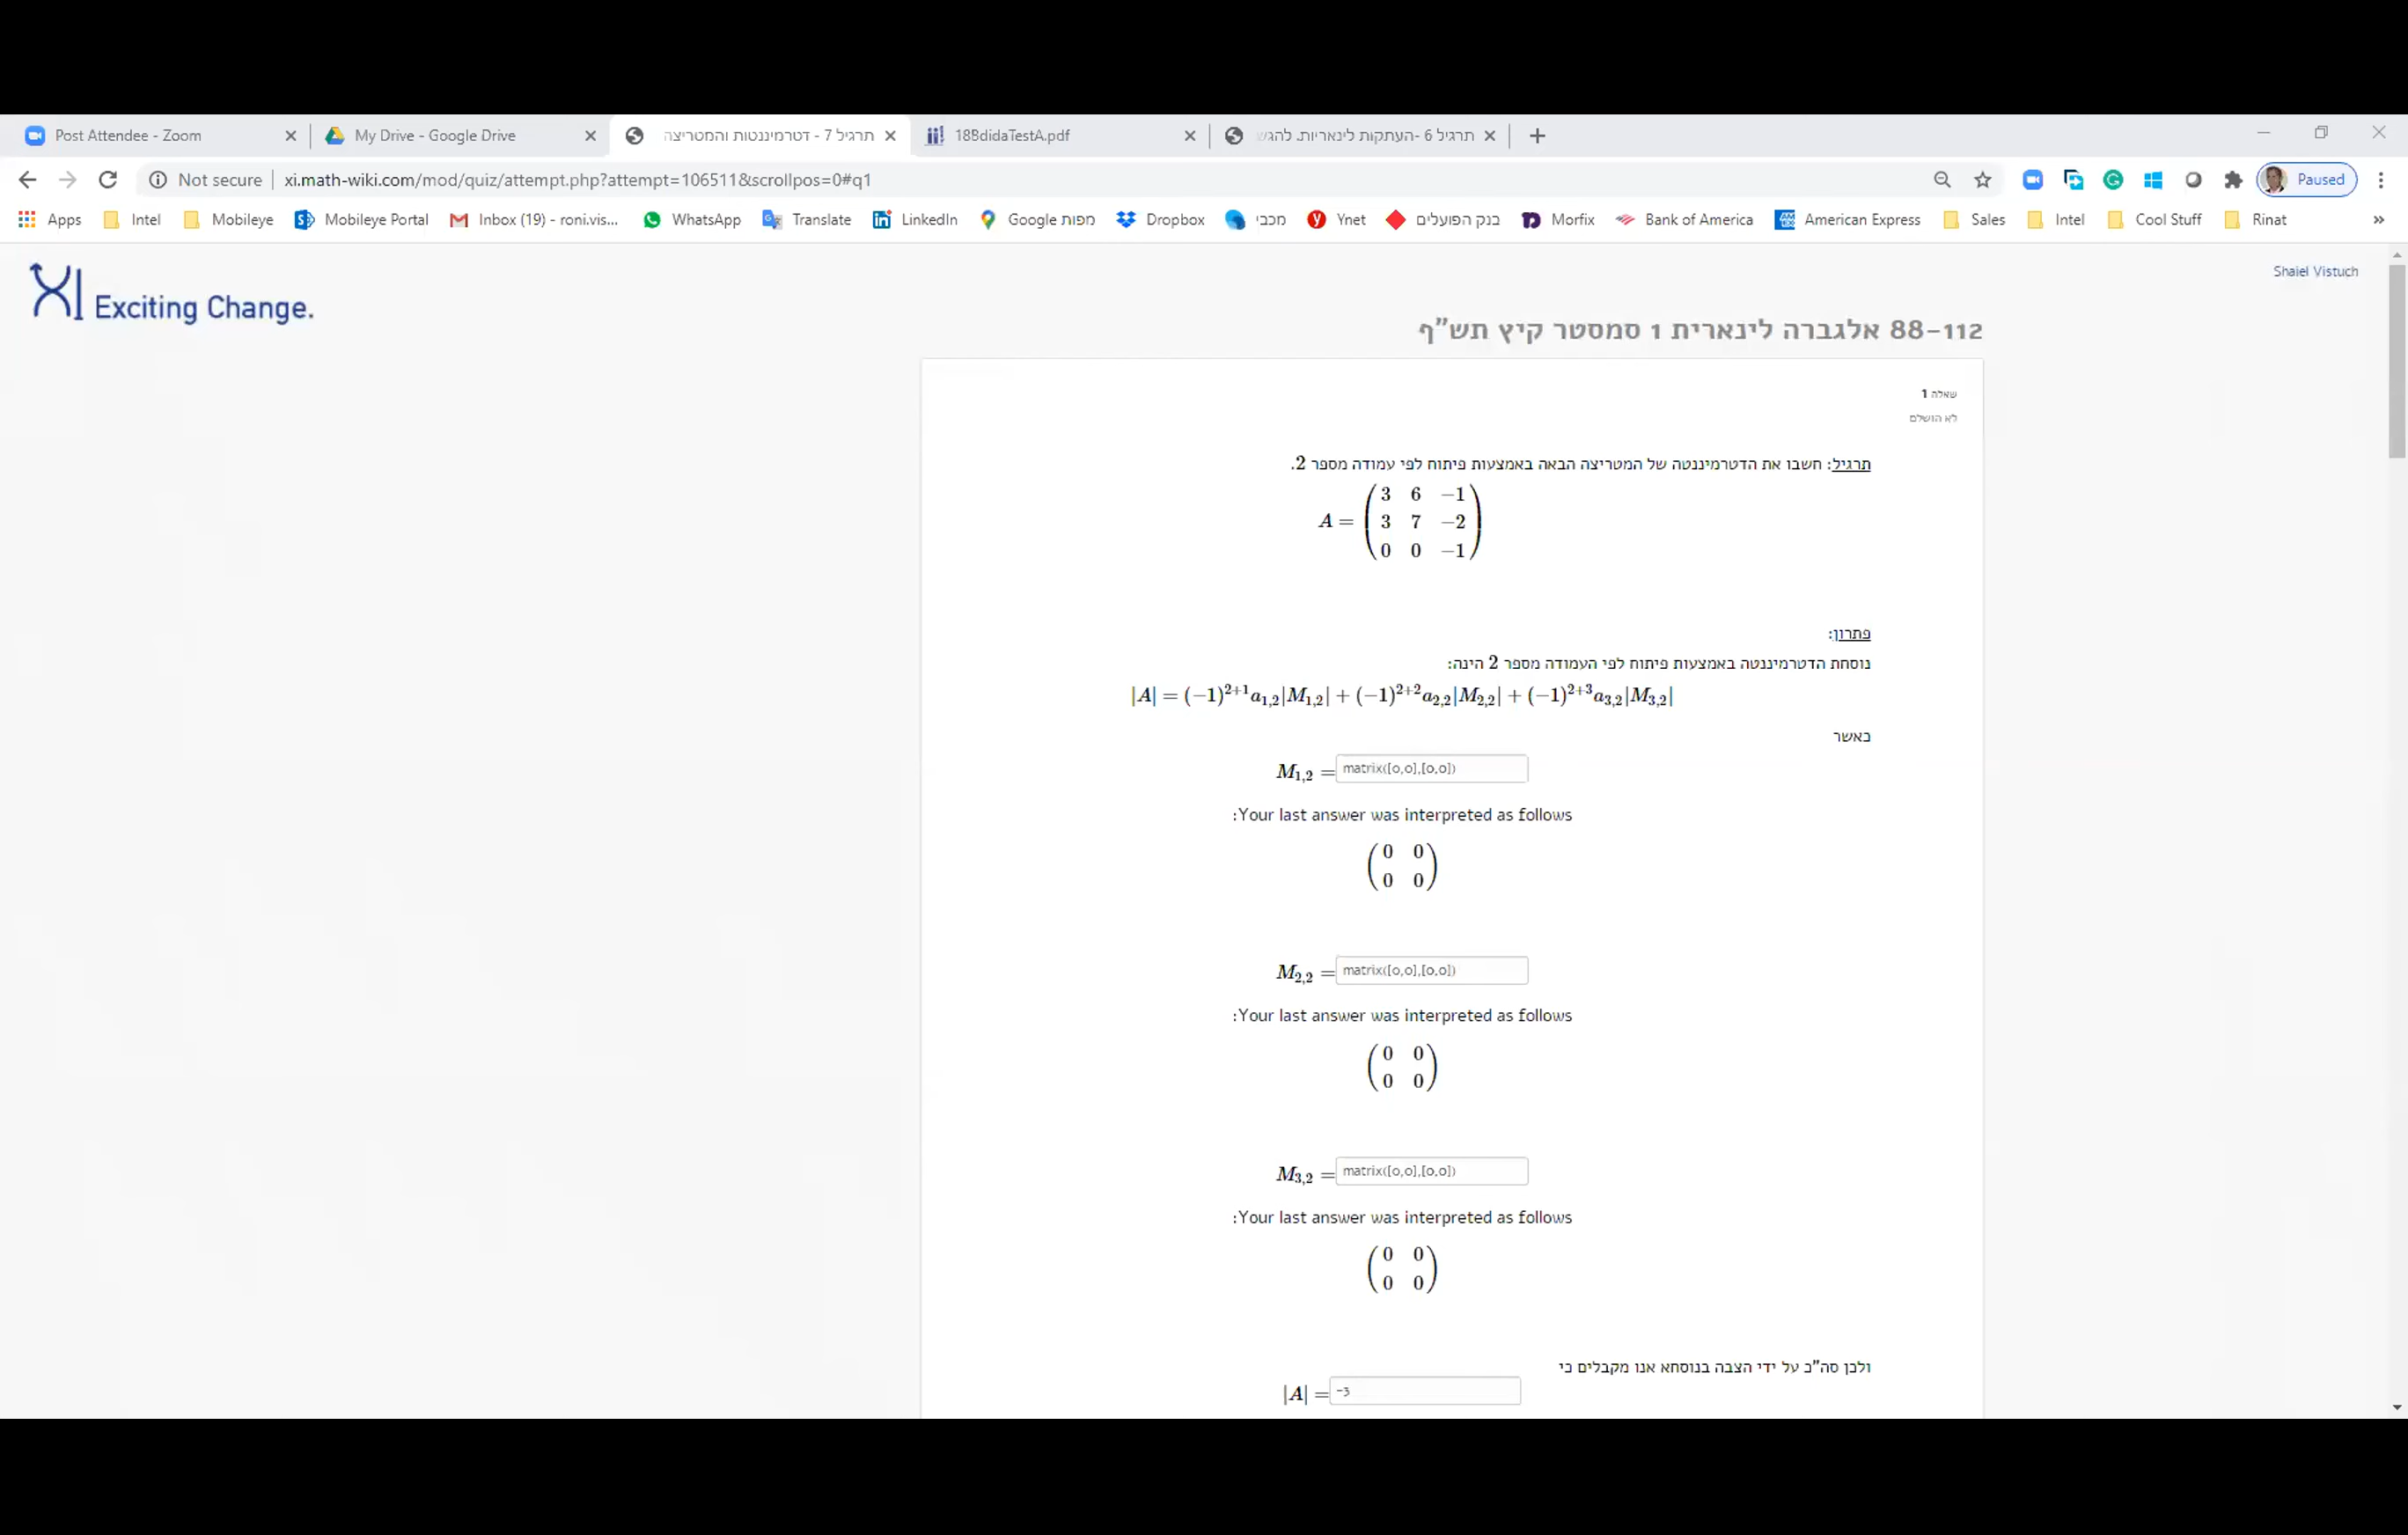 Post Attendee - Zoom
My Drive - Google Drive
תרגיל 7 - דטרמיננטות והמטריצה
18BdidaTestA.pdf
תרגיל 6 -העתקות לינאריות. להגש
Not secure | xi.math-wiki.com/mod/quiz/attempt.php?attempt=106511&scrollpos=0#q1
Paused
Apps Intel Mobileye Mobileye Portal Inbox (19) - roni.vis... WhatsApp Translate LinkedIn Google מפות Dropbox מכבי Ynet בנק הפועלים Morfix Bank of America American Express Sales Intel Cool Stuff Rinat »
Shaiel Vistuch
XI Exciting Change.
88-112 אלגברה לינארית 1 סמסטר קיץ תש"ף
שאלה 1
לא הושלם
תרגיל: חשבו את הדטרמיננטה של המטריצה הבאה באמצעות פיתוח לפי עמודה מספר 2.
3 6 −1
A = 3 7 −2
0 0 −1
פתרון:
נוסחת הדטרמיננטה באמצעות פיתוח לפי העמודה מספר 2 הינה:
|A| = (−1)^{2+1}a_{1,2}|M_{1,2}| + (−1)^{2+2}a_{2,2}|M_{2,2}| + (−1)^{2+3}a_{3,2}|M_{3,2}|
כאשר
M_{1,2} = matrix([0,0],[0,0])
:Your last answer was interpreted as follows
0 0
0 0
M_{2,2} = matrix([0,0],[0,0])
:Your last answer was interpreted as follows
0 0
0 0
M_{3,2} = matrix([0,0],[0,0])
:Your last answer was interpreted as follows
0 0
0 0
ולכן סה"כ על ידי הצבה בנוסחא אנו מקבלים כי
|A| = -3